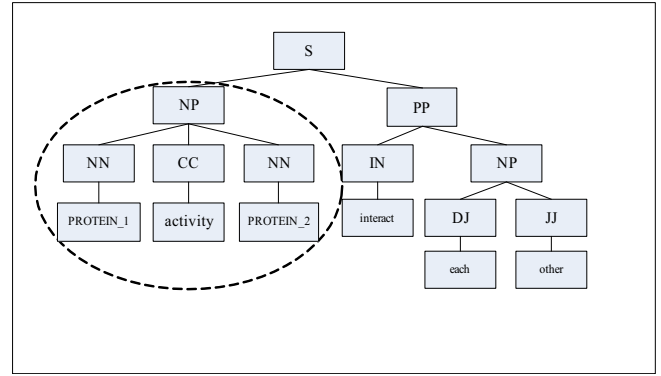 S
NP
PP
NN
CC
NN
IN
NP
PROTEIN_1
activity
PROTEIN_2
interact
DJ
JJ
each
other